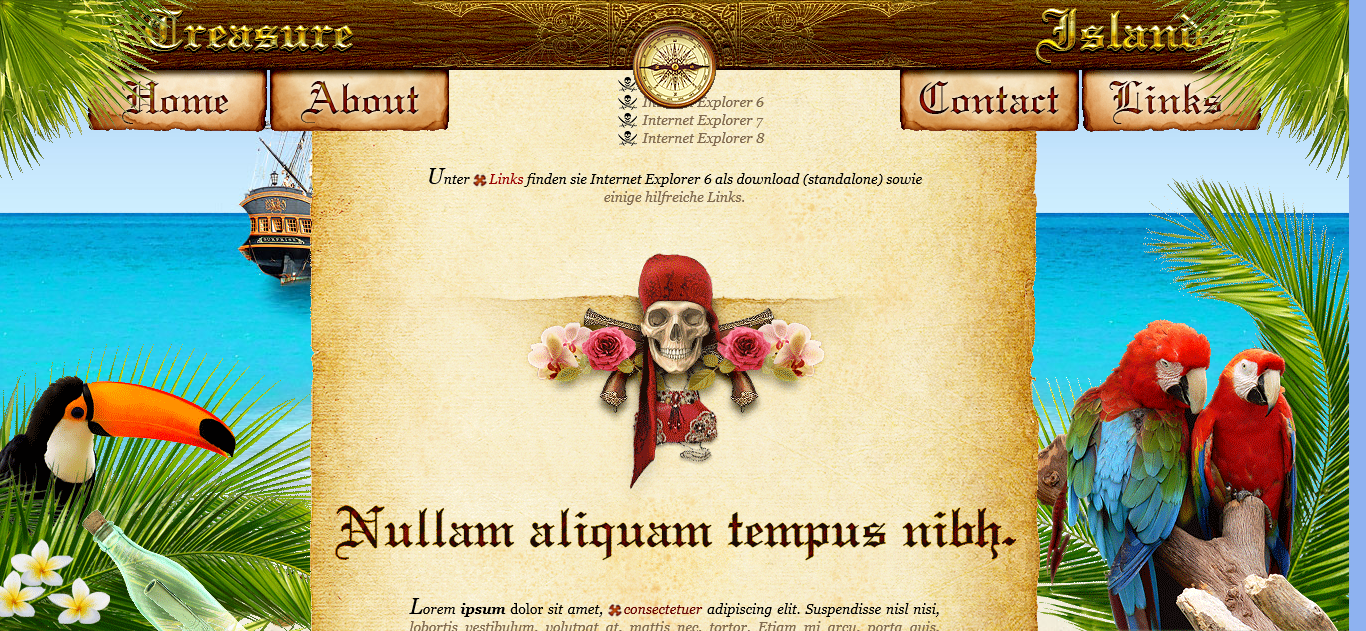 Treasure Island
Home About Contact Links
Explorer 6
Internet Explorer 7
Internet Explorer 8
Unter Links finden sie Internet Explorer 6 als download (standalone) sowie
einige hilfreiche Links.
SURPRISE
Nullam aliquam tempus nibh.
Lorem ipsum dolor sit amet, consectetuer adipiscing elit. Suspendisse nisl nisi,
lobortis vestibulum, volutpat at, mattis nec, tortor. Etiam mi arcu, porta quis,